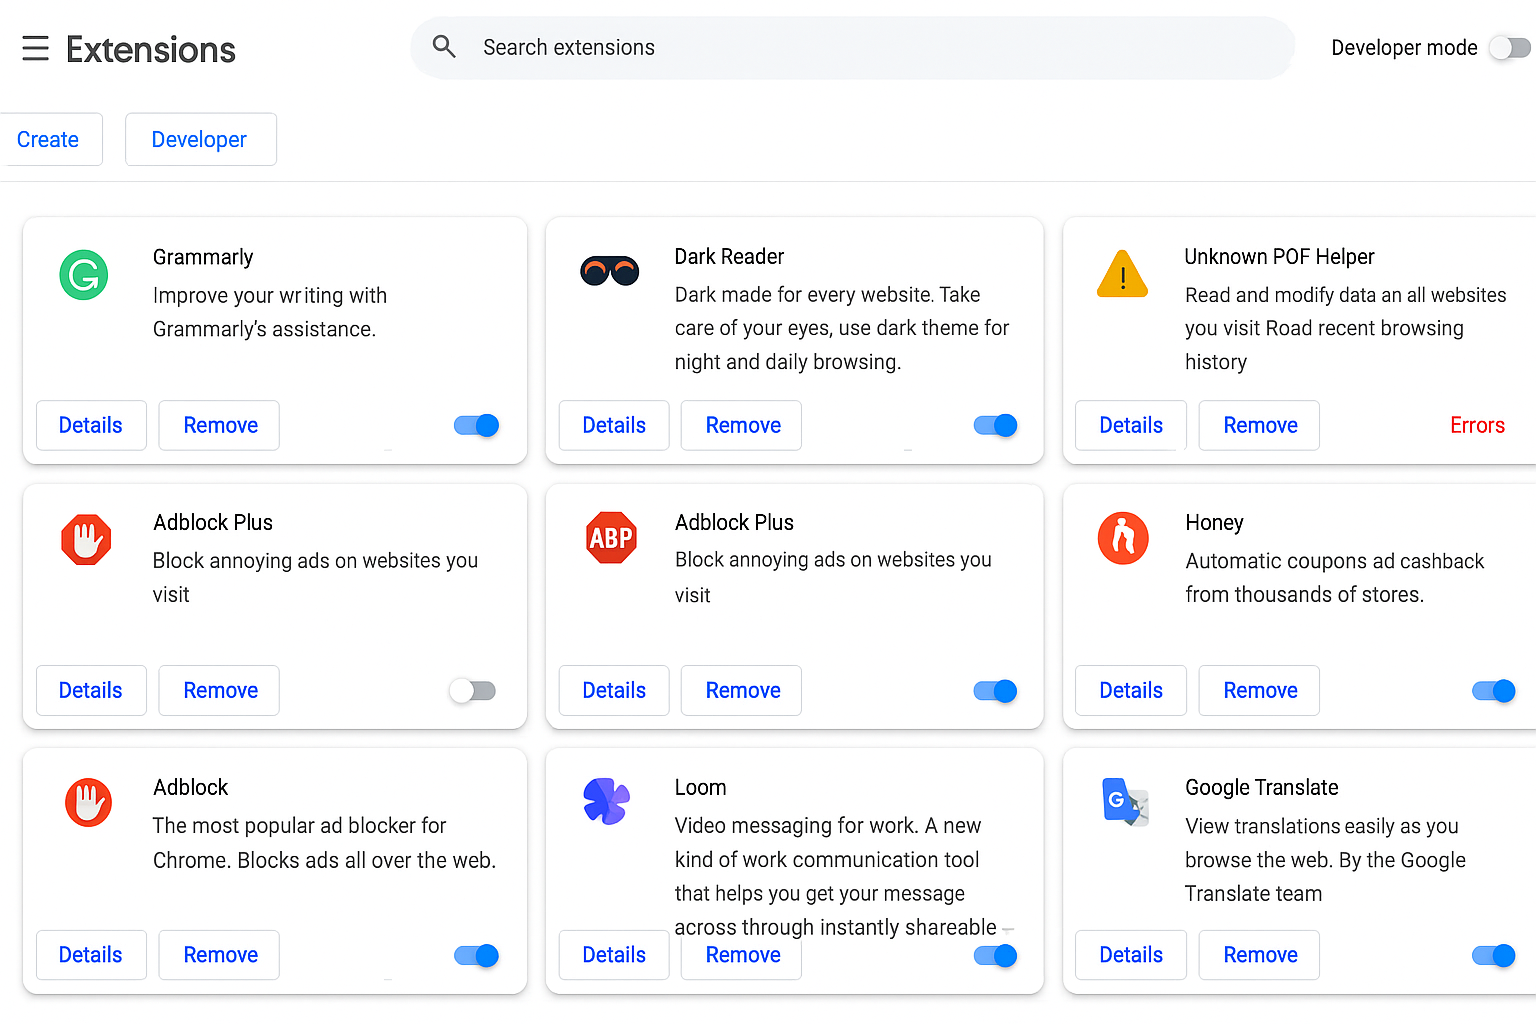 Extensions
Search extensions
Developer mode
Create
Developer
G
Grammarly
Improve your writing with
Grammarly's assistance.
Details
Remove
Dark Reader
Dark made for every website. Take
care of your eyes, use dark theme for
night and daily browsing.
Details
Remove
!
Unknown POF Helper
Read and modify data an all websites
you visit Road recent browsing
history
Details
Remove
Errors
Adblock Plus
Block annoying ads on websites you
visit
Details
Remove
ABP
Adblock Plus
Block annoying ads on websites you
visit
Details
Remove
Honey
Automatic coupons ad cashback
from thousands of stores.
Details
Remove
Adblock
The most popular ad blocker for
Chrome. Blocks ads all over the web.
Details
Remove
Loom
Video messaging for work. A new
kind of work communication tool
that helps you get your message
across through instantly shareable
Details
Remove
G
Google Translate
View translations easily as you
browse the web. By the Google
Translate team
Details
Remove